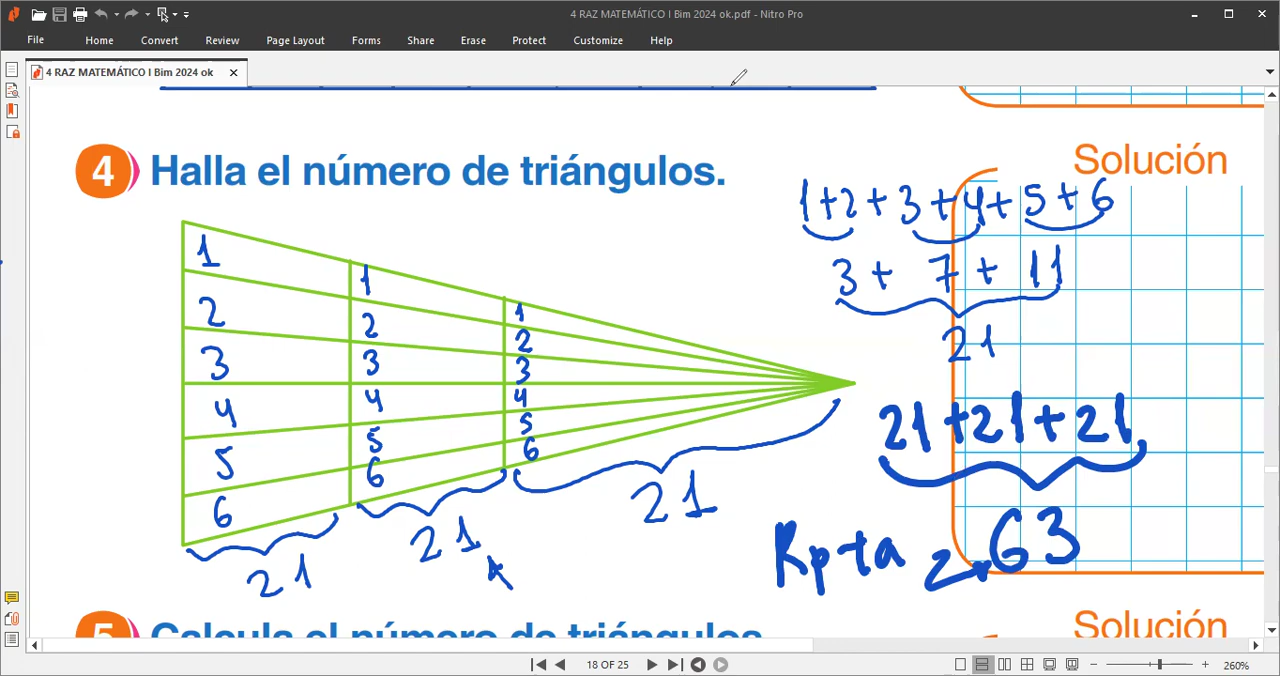 4 RAZ MATEMÁTICO I Bim 2024 ok.pdf - Nitro Pro
File Home Convert Review Page Layout Forms Share Erase Protect Customize Help
4 RAZ MATEMÁTICO I Bim 2024 ok
4 Halla el número de triángulos.
1
2
3
4
5
6
21
1
2
3
4
5
6
21
1
2
3
4
5
6
21
Solución
1+2+3+4+5+6
3+ 7+ 11
21
21+21+21
Rpta 63
5 Calcula el número de triángulos
Solución
18 OF 25
260%